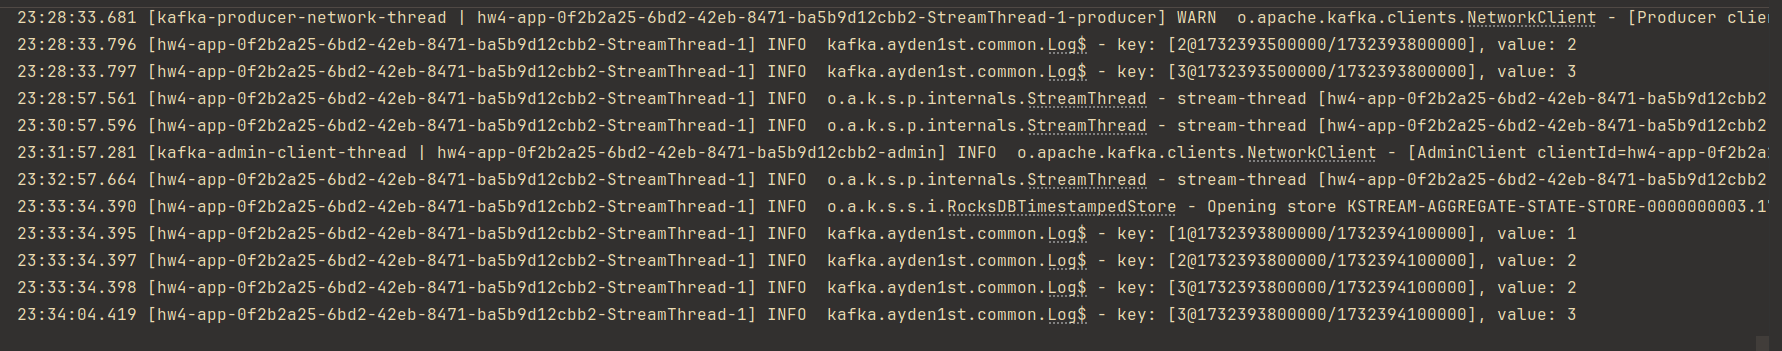 23:28:33.681 [kafka-producer-network-thread | hw4-app-0f2b2a25-6bd2-42eb-8471-ba5b9d12cbb2-StreamThread-1-producer] WARN  o.apache.kafka.clients.NetworkClient - [Producer clie
23:28:33.796 [hw4-app-0f2b2a25-6bd2-42eb-8471-ba5b9d12cbb2-StreamThread-1] INFO  kafka.ayden1st.common.Log$ - key: [2@1732393500000/1732393800000], value: 2
23:28:33.797 [hw4-app-0f2b2a25-6bd2-42eb-8471-ba5b9d12cbb2-StreamThread-1] INFO  kafka.ayden1st.common.Log$ - key: [3@1732393500000/1732393800000], value: 3
23:28:57.561 [hw4-app-0f2b2a25-6bd2-42eb-8471-ba5b9d12cbb2-StreamThread-1] INFO  o.a.k.s.p.internals.StreamThread - stream-thread [hw4-app-0f2b2a25-6bd2-42eb-8471-ba5b9d12cbb2
23:30:57.596 [hw4-app-0f2b2a25-6bd2-42eb-8471-ba5b9d12cbb2-StreamThread-1] INFO  o.a.k.s.p.internals.StreamThread - stream-thread [hw4-app-0f2b2a25-6bd2-42eb-8471-ba5b9d12cbb2
23:31:57.281 [kafka-admin-client-thread | hw4-app-0f2b2a25-6bd2-42eb-8471-ba5b9d12cbb2-admin] INFO  o.apache.kafka.clients.NetworkClient - [AdminClient clientId=hw4-app-0f2b2a
23:32:57.664 [hw4-app-0f2b2a25-6bd2-42eb-8471-ba5b9d12cbb2-StreamThread-1] INFO  o.a.k.s.p.internals.StreamThread - stream-thread [hw4-app-0f2b2a25-6bd2-42eb-8471-ba5b9d12cbb2
23:33:34.390 [hw4-app-0f2b2a25-6bd2-42eb-8471-ba5b9d12cbb2-StreamThread-1] INFO  o.a.k.s.s.i.RocksDBTimestampedStore - Opening store KSTREAM-AGGREGATE-STATE-STORE-0000000003.1
23:33:34.395 [hw4-app-0f2b2a25-6bd2-42eb-8471-ba5b9d12cbb2-StreamThread-1] INFO  kafka.ayden1st.common.Log$ - key: [1@1732393800000/1732394100000], value: 1
23:33:34.397 [hw4-app-0f2b2a25-6bd2-42eb-8471-ba5b9d12cbb2-StreamThread-1] INFO  kafka.ayden1st.common.Log$ - key: [2@1732393800000/1732394100000], value: 2
23:33:34.398 [hw4-app-0f2b2a25-6bd2-42eb-8471-ba5b9d12cbb2-StreamThread-1] INFO  kafka.ayden1st.common.Log$ - key: [3@1732393800000/1732394100000], value: 2
23:34:04.419 [hw4-app-0f2b2a25-6bd2-42eb-8471-ba5b9d12cbb2-StreamThread-1] INFO  kafka.ayden1st.common.Log$ - key: [3@1732393800000/1732394100000], value: 3